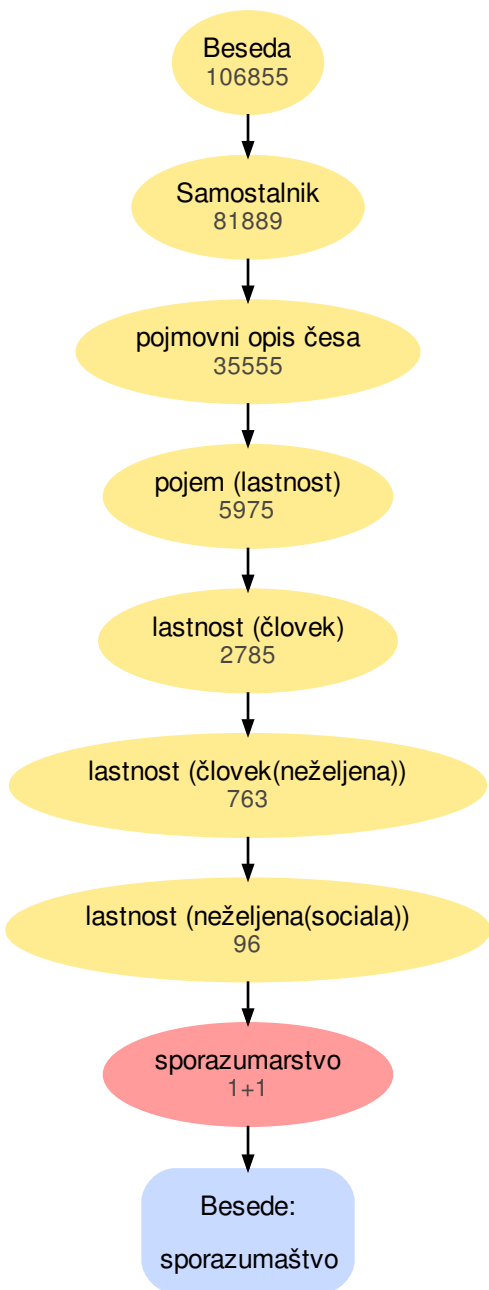 Beseda
106855
Samostalnik
81889
pojmovni opis česa
35555
pojem (lastnost)
5975
lastnost (človek)
2785
lastnost (človek(neželjena))
763
lastnost (neželjena(sociala))
96
sporazumarstvo
1+1
Besede:
sporazumaštvo